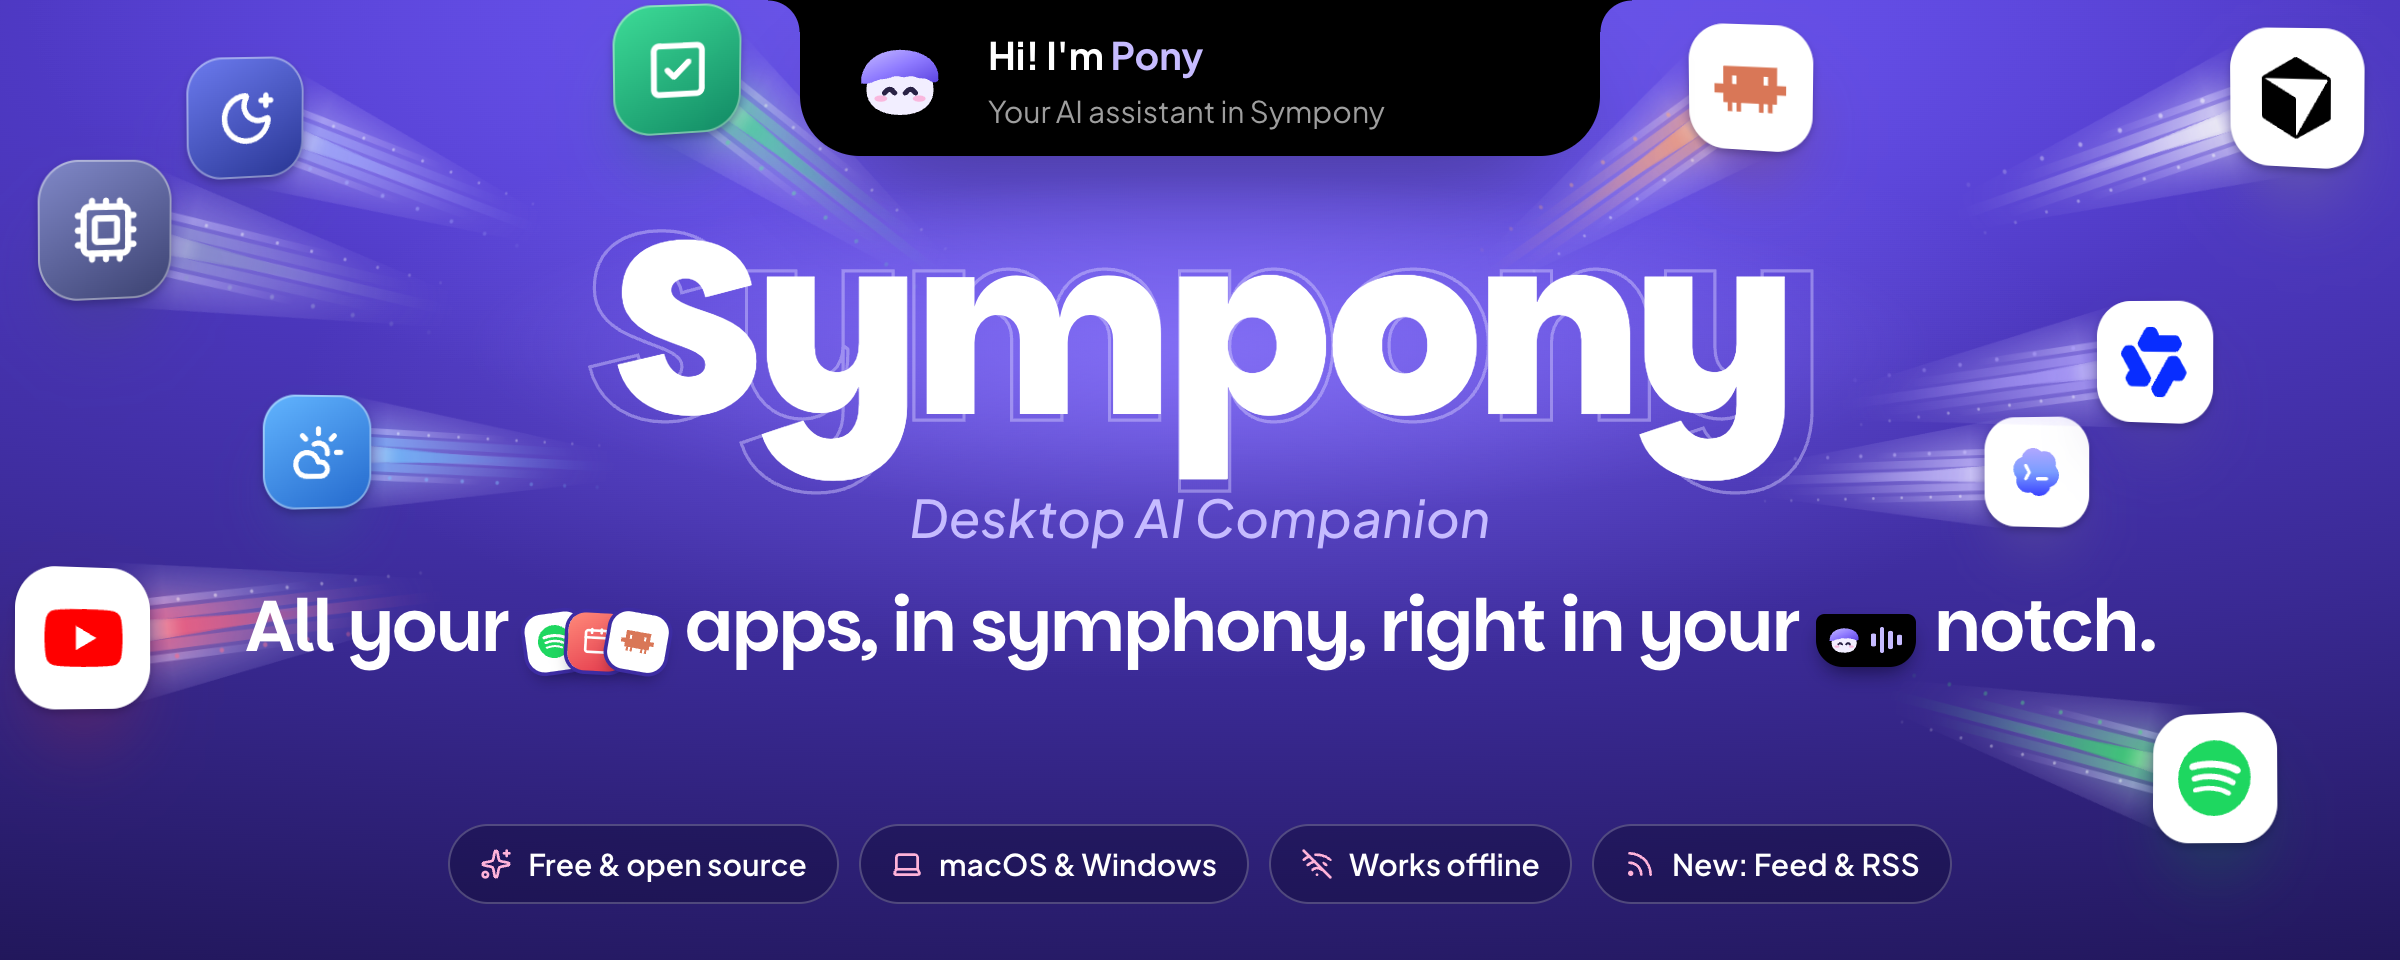 Hi! I'm Pony
Your AI assistant in Sympony
Sympony
Desktop AI Companion
All your apps, in symphony, right in your notch.
Free & open source
macOS & Windows
Works offline
New: Feed & RSS